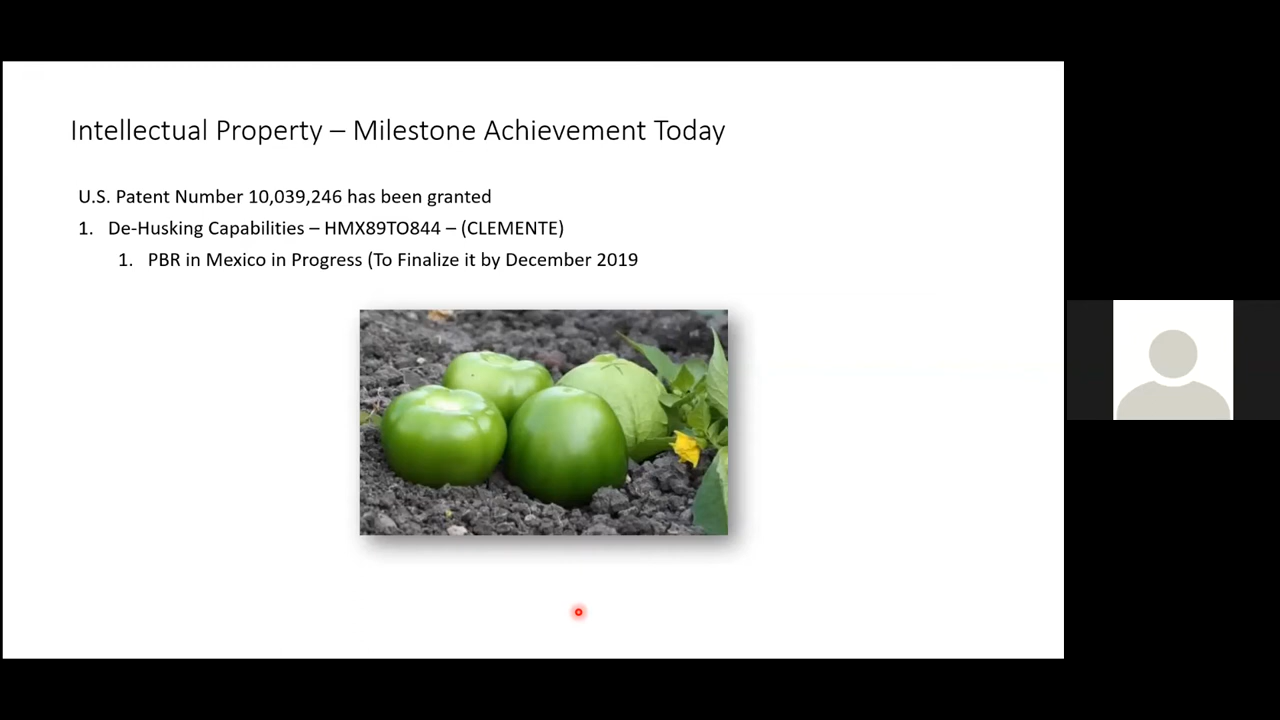 Intellectual Property – Milestone Achievement Today
U.S. Patent Number 10,039,246 has been granted
1. De-Husking Capabilities – HMX89TO844 – (CLEMENTE)
1. PBR in Mexico in Progress (To Finalize it by December 2019